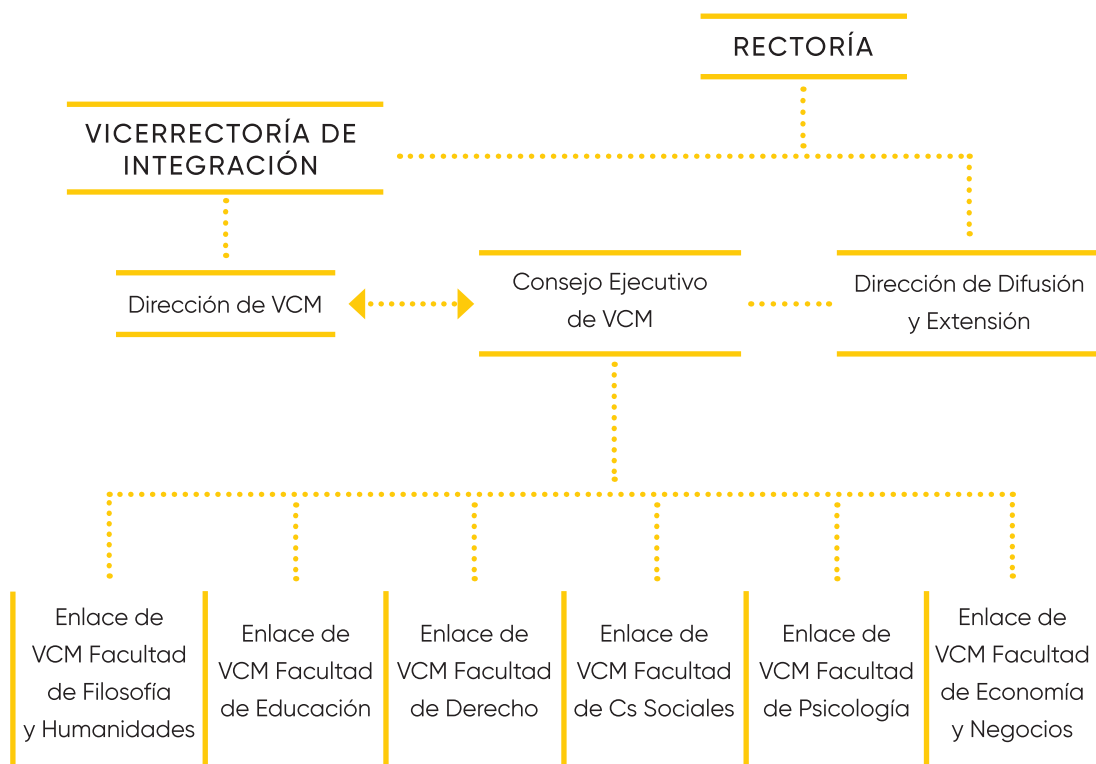 RECTORÍA
VICERRECTORÍA DE
INTEGRACIÓN
Dirección de VCM
Consejo Ejecutivo
de VCM
Dirección de Difusión
y Extensión
Enlace de
VCM Facultad
de Filosofía
y Humanidades
Enlace de
VCM Facultad
de Educación
Enlace de
VCM Facultad
de Derecho
Enlace de
VCM Facultad
de Cs Sociales
Enlace de
VCM Facultad
de Psicología
Enlace de
VCM Facultad
de Economía
y Negocios